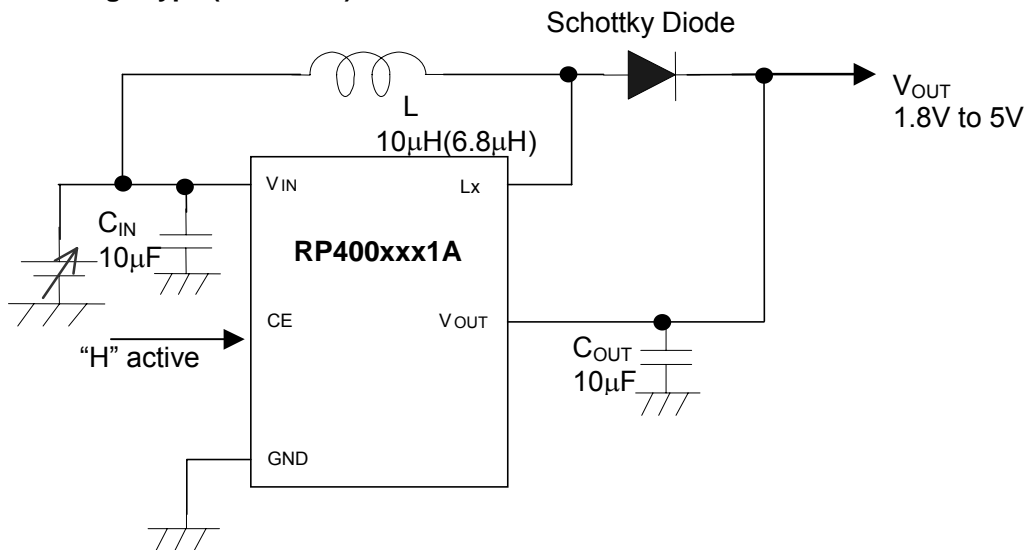 Schottky Diode
L
10µH(6.8µH)
VOUT
1.8V to 5V
VIN
Lx
CIN
10µF
RP400xxx1A
CE
VOUT
“H” active
COUT
10µF
GND